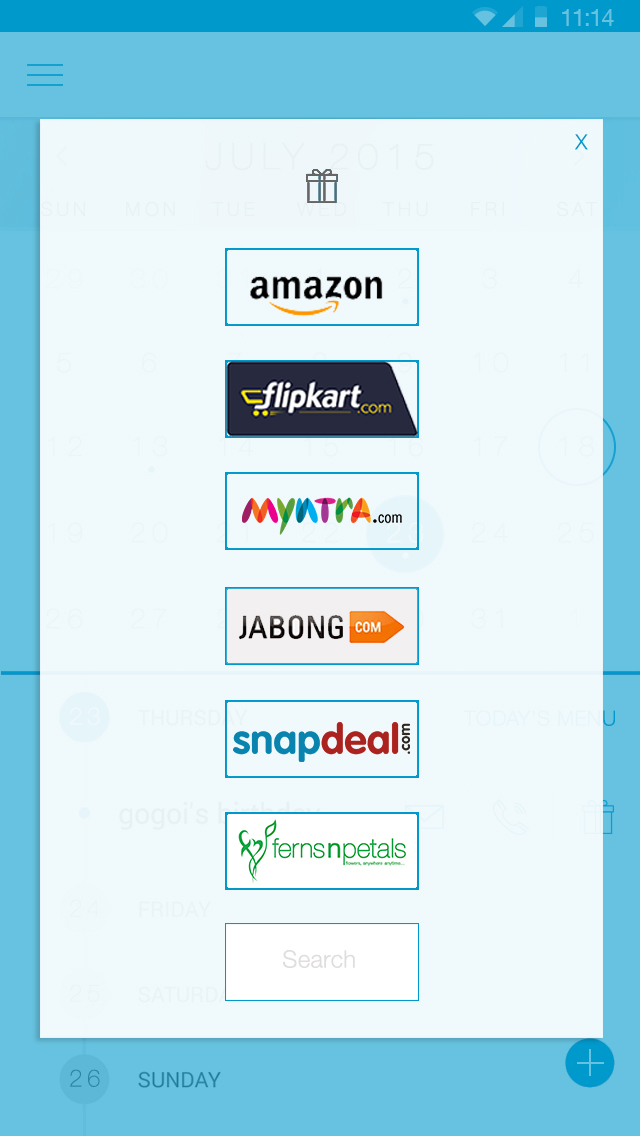 11:14
X
JULY 2015
SUN MON TUE WED THU FRI SAT
amazon
2 3 4
flipkart.com
5 6 10 11
12 13 14 15 16 17 18
myntra.com
19 20 21 22 23 24 25
JABONG COM
26 27 31
23 THURSDAY TODAY'S MENU
snapdeal.com
gogoi's birthday
fernsnpetals
flowers, anywhere anytime...
24 FRIDAY
Search
25 SATURDAY
26 SUNDAY